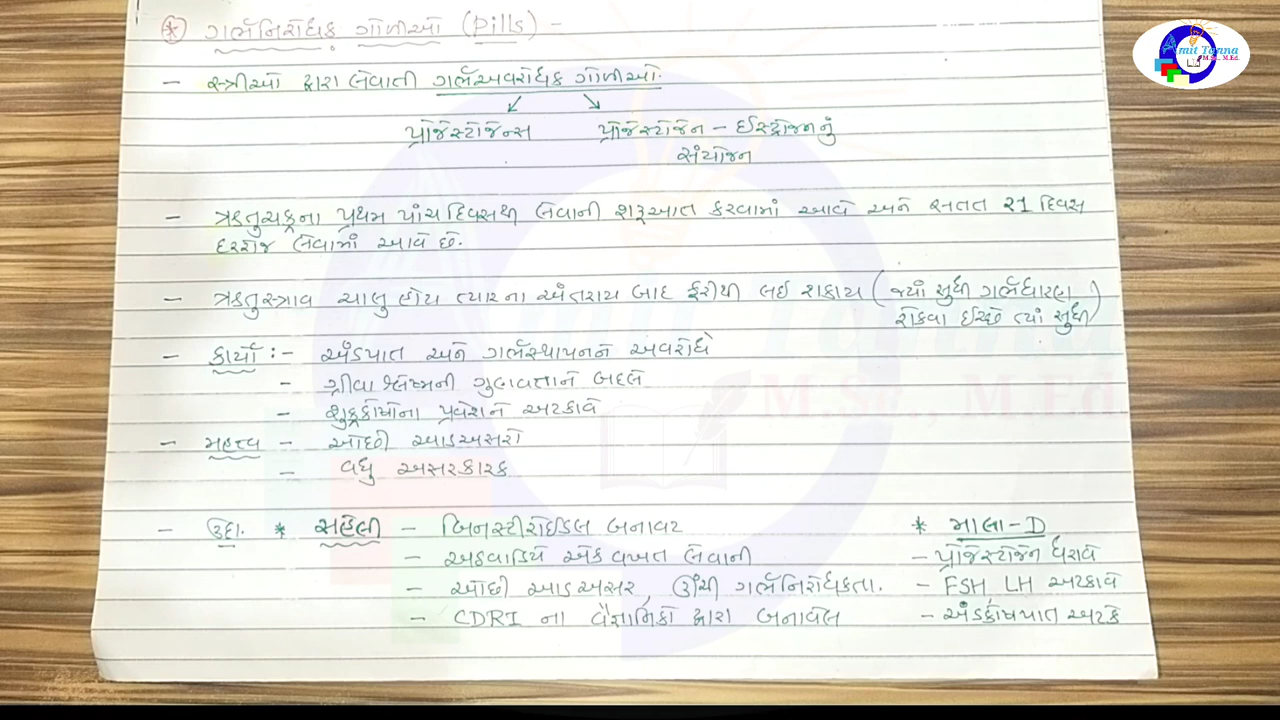 * ગર્ભનિરોધક ગોળીઓ (Pills) -
- સ્ત્રીઓ દ્વારા લેવાતી ગર્ભઅવરોધક ગોળીઓ.
પ્રોજેસ્ટોજેન્સ પ્રોજેસ્ટોજેન - ઈસ્ટ્રોજનનું
સંયોજન
- ઋતુચક્રના પ્રથમ પાંચ દિવસથી લેવાની શરૂઆત કરવામાં આવે અને સતત 21 દિવસ
દરરોજ લેવામાં આવે છે.
- ઋતુસ્ત્રાવ ચાલુ હોય ત્યારના અંતરાય બાદ ફરીથી લઈ શકાય (જ્યાં સુધી ગર્ભધારણ
રોકવા ઈચ્છે ત્યાં સુધી)
- કાર્યો :- અંડપાત અને ગર્ભસ્થાપનને અવરોધે
- ગ્રીવા શ્લેષ્મની ગુણવત્તાને બદલે
- શુક્રકોષોના પ્રવેશને અટકાવે
- મહત્વ - ઓછી આડઅસરો
- વધુ અસરકારક
- ઉદા. * સહેલી - બિનસ્ટીરોઈડલ બનાવટ * માલા-D
- અઠવાડિયે એક વખત લેવાની - પ્રોજેસ્ટોજેન ધરાવે
- ઓછી આડઅસર, ઊંચી ગર્ભનિરોધકતા. - FSH, LH અટકાવે
- CDRI ના વૈજ્ઞાનિકો દ્વારા બનાવેલ - અંડકોષપાત અટકે
mit Tanna
M.Sc., M.Ed.